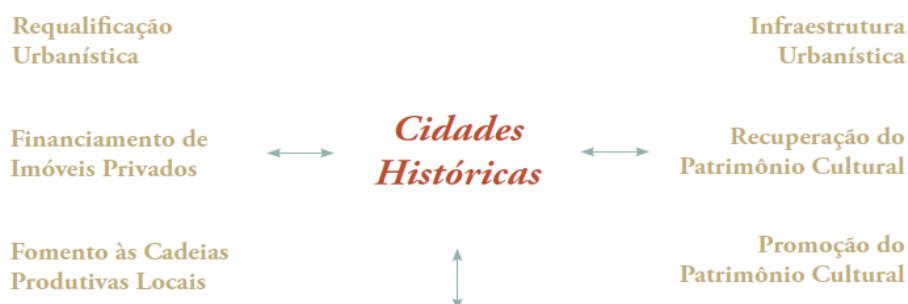 Requalificação
Urbanística
Financiamento de
Imóveis Privados
Fomento às Cadeias
Produtivas Locais
Cidades
Históricas
Infraestrutura
Urbanística
Recuperação do
Patrimônio Cultural
Promoção do
Patrimônio Cultural